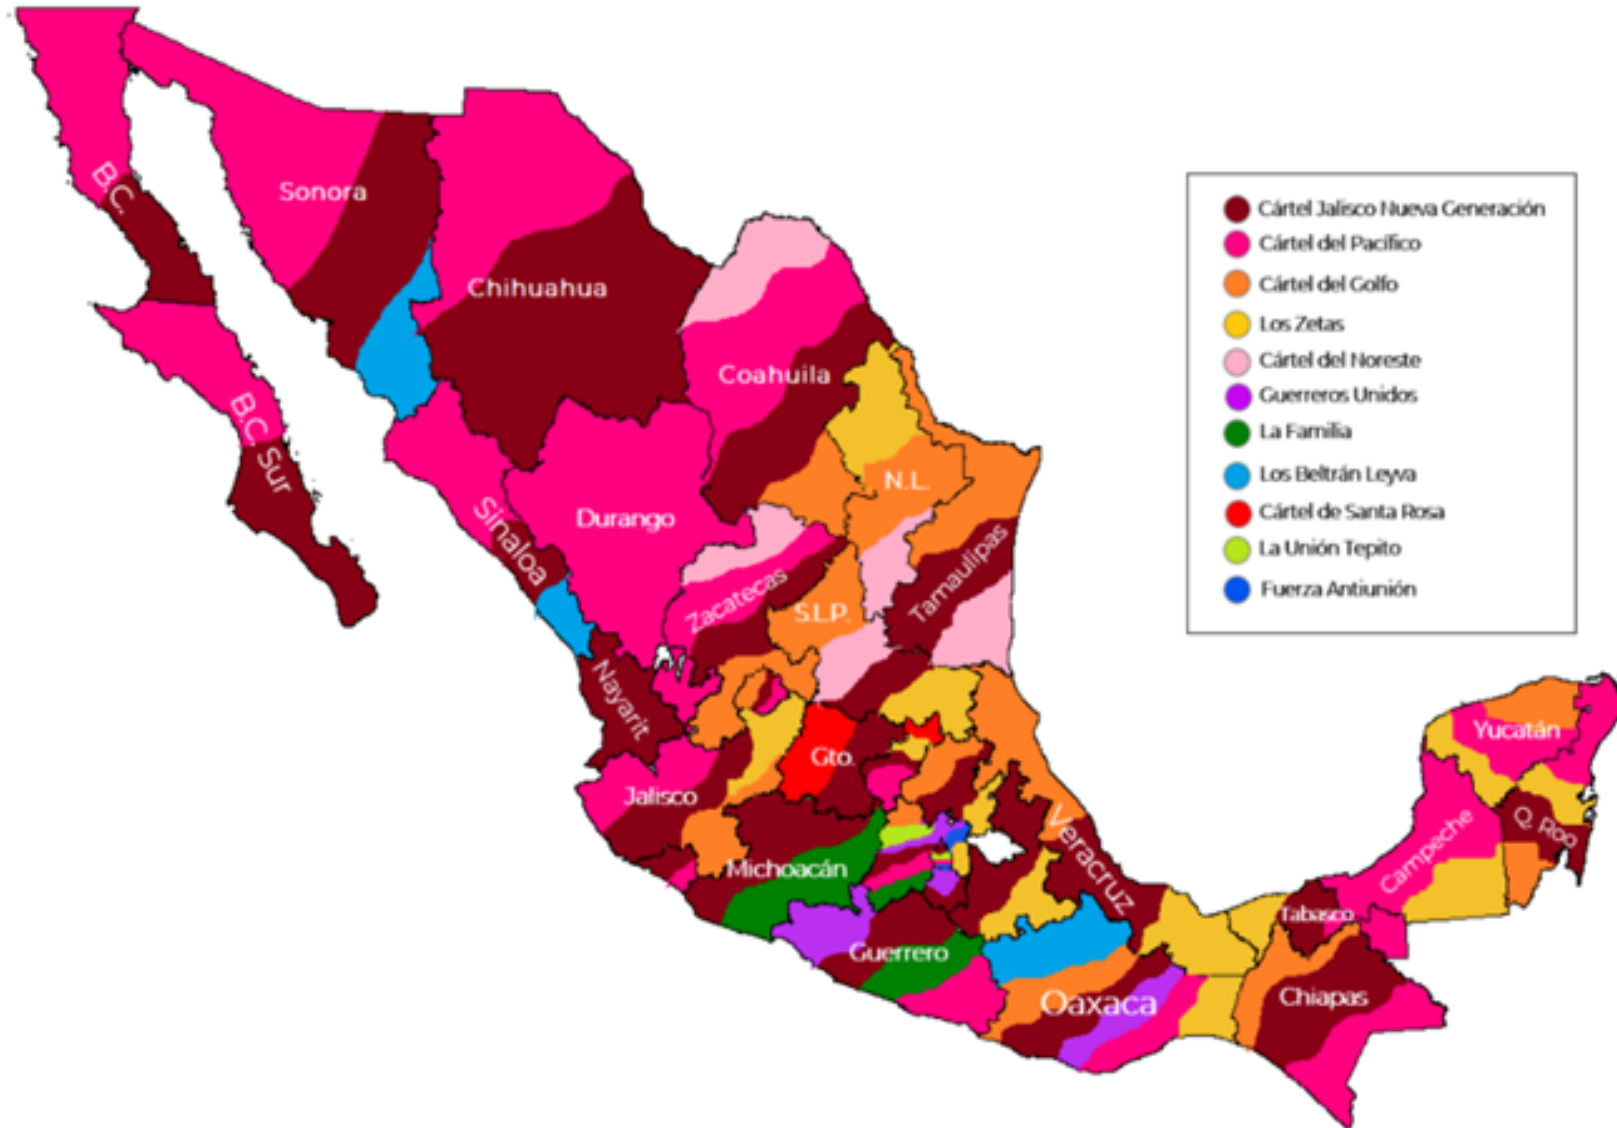 B.C.
Sonora
Chihuahua
Coahuila
B.C. Sur
Sinaloa
Durango
N.L.
Zacatecas
S.L.P.
Tamaulipas
Nayarit
Jalisco
Gto.
Michoacán
Veracruz
Guerrero
Oaxaca
Tabasco
Chiapas
Campeche
Yucatán
Q. Roo
Cártel Jalisco Nueva Generación
Cártel del Pacífico
Cártel del Golfo
Los Zetas
Cártel del Noreste
Guerreros Unidos
La Familia
Los Beltrán Leyva
Cártel de Santa Rosa
La Unión Tepito
Fuerza Antiunión